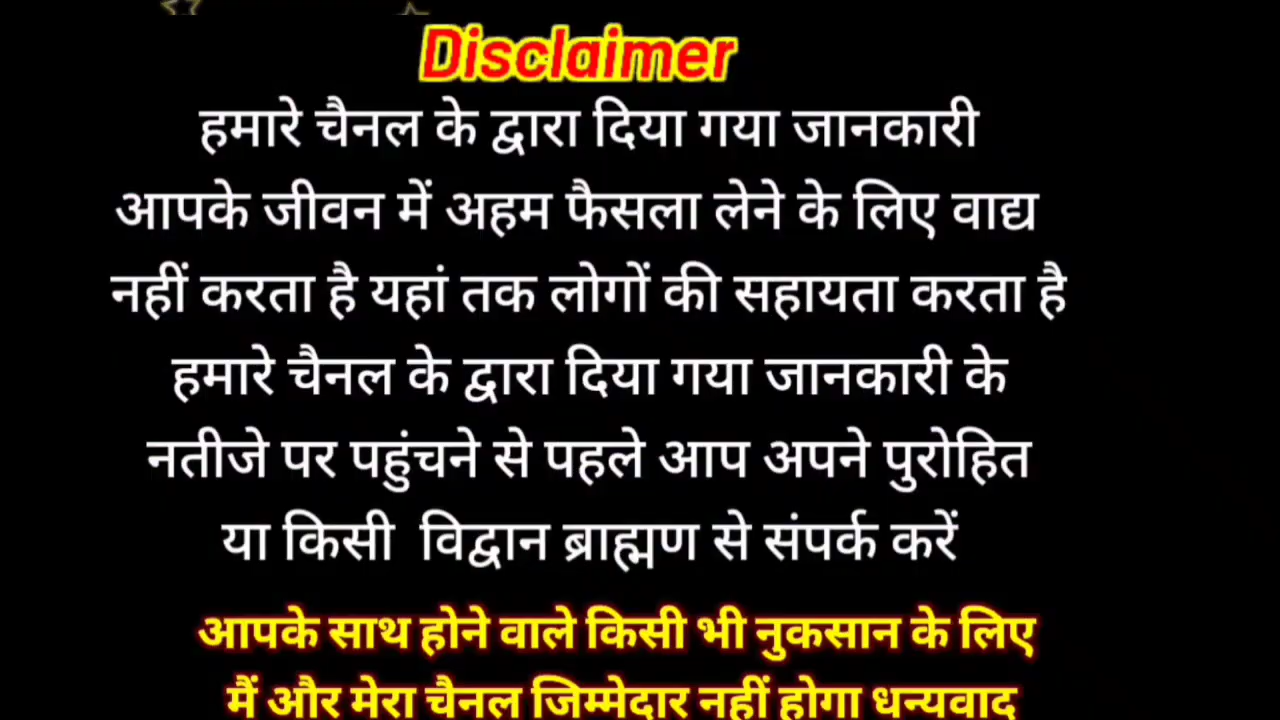 Disclaimer
हमारे चैनल के द्वारा दिया गया जानकारी
आपके जीवन में अहम फैसला लेने के लिए वाद्य
नहीं करता है यहां तक लोगों की सहायता करता है
हमारे चैनल के द्वारा दिया गया जानकारी के
नतीजे पर पहुंचने से पहले आप अपने पुरोहित
या किसी विद्वान ब्राह्मण से संपर्क करें
आपके साथ होने वाले किसी भी नुकसान के लिए
मैं और मेरा चैनल जिम्मेदार नहीं होगा धन्यवाद